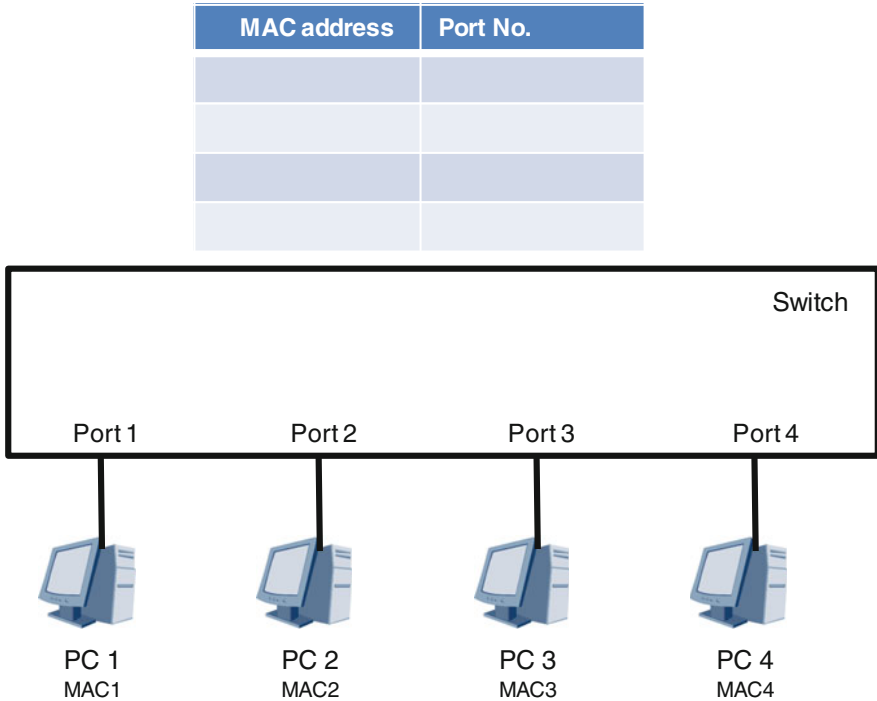 MAC address Port No.
Switch
Port 1 Port 2 Port 3 Port 4
PC 1 PC 2 PC 3 PC 4
MAC1 MAC2 MAC3 MAC4